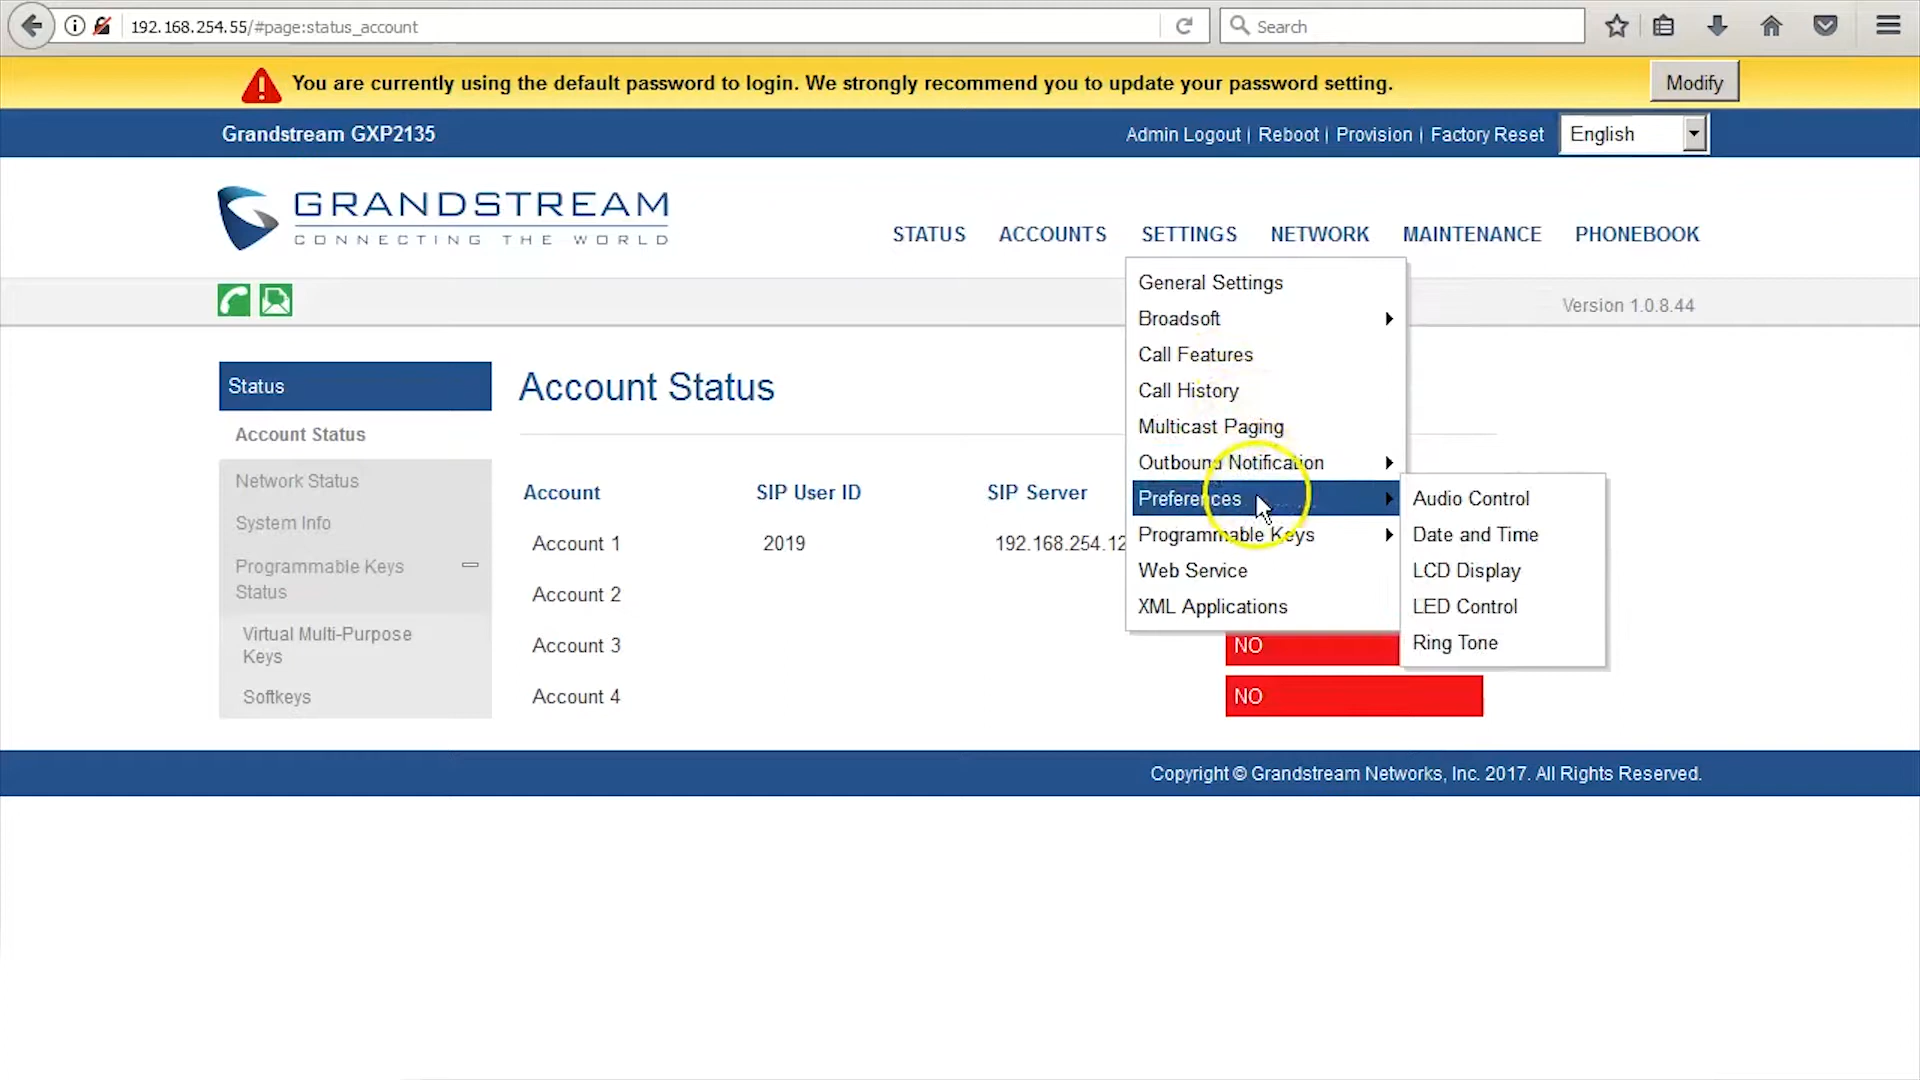 192.168.254.55/#page:status_account
Search
You are currently using the default password to login. We strongly recommend you to update your password setting.
Modify
Grandstream GXP2135
Admin Logout | Reboot | Provision | Factory Reset
English
GRANDSTREAM
CONNECTING THE WORLD
STATUS ACCOUNTS SETTINGS NETWORK MAINTENANCE PHONEBOOK
Version 1.0.8.44
General Settings
Broadsoft
Call Features
Call History
Multicast Paging
Outbound Notification
Preferences
Programmable Keys
Web Service
XML Applications
Audio Control
Date and Time
LCD Display
LED Control
Ring Tone
Status
Account Status
Network Status
System Info
Programmable Keys
Status
Virtual Multi-Purpose
Keys
Softkeys
Account Status
Account SIP User ID SIP Server
Account 1 2019 192.168.254.12
Account 2
Account 3 NO
Account 4 NO
Copyright © Grandstream Networks, Inc. 2017. All Rights Reserved.